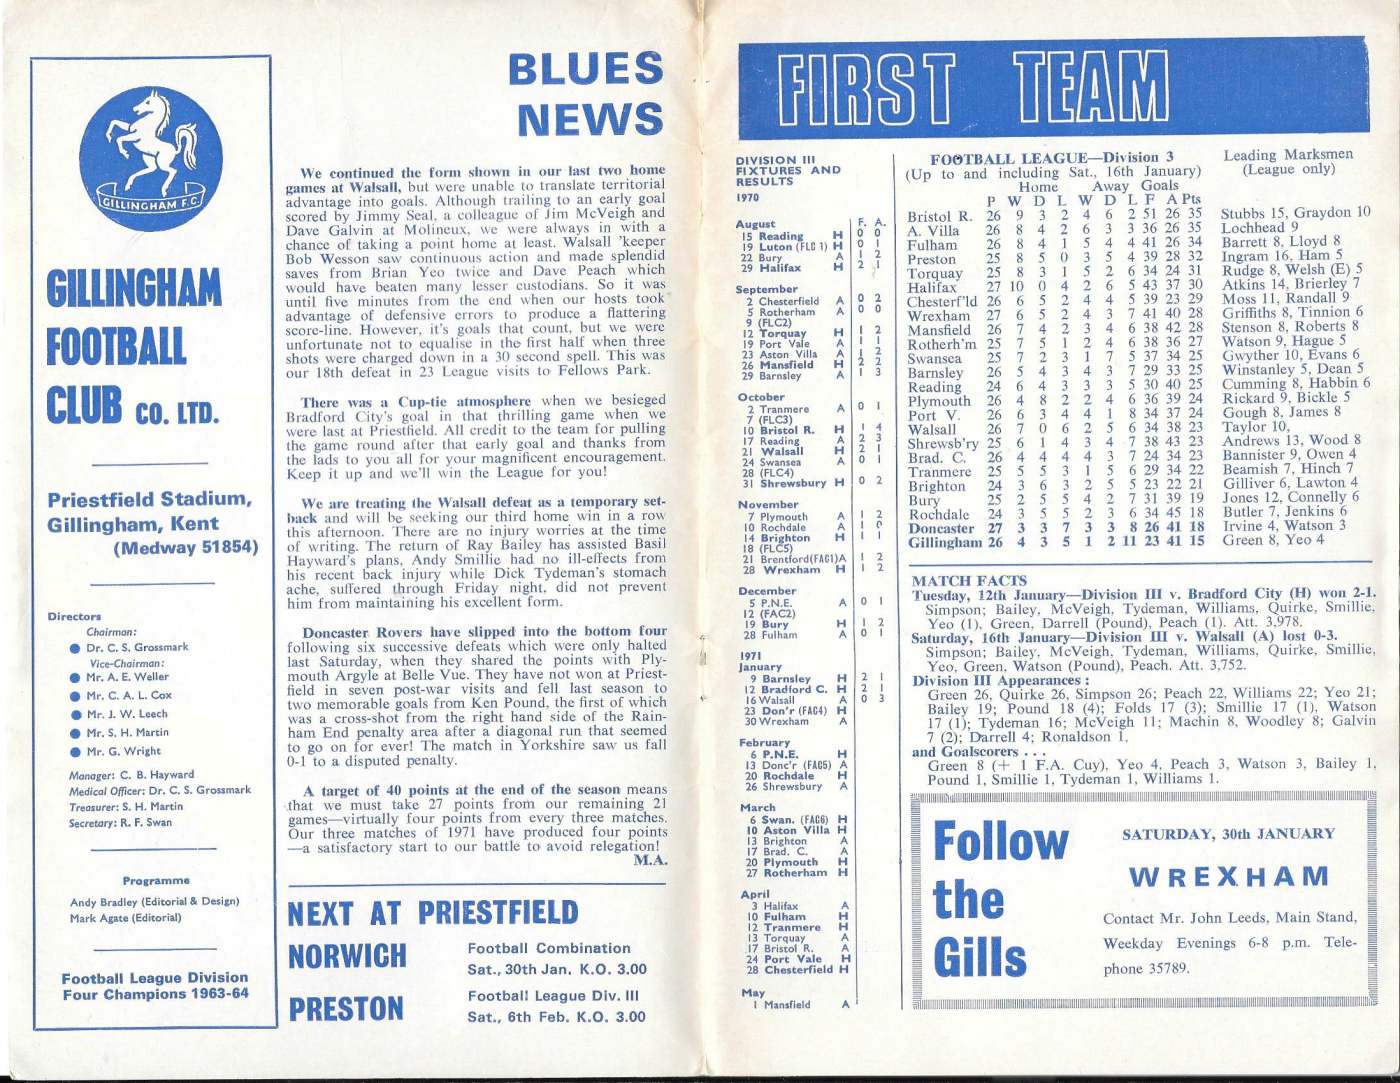 GILLINGHAM F.C.
GILLINGHAM
FOOTBALL
CLUB CO. LTD.
Priestfield Stadium,
Gillingham, Kent
(Medway 51854)
Directors
Chairman:
Dr. C. S. Grossmark
Vice-Chairman:
Mr. A. E. Weller
Mr. C. A. L. Cox
Mr. J. W. Leech
Mr. S. H. Martin
Mr. G. Wright
Manager: C. B. Hayward
Medical Officer: Dr. C. S. Grossmark
Treasurer: S. H. Martin
Secretary: R. F. Swan
Programme
Andy Bradley (Editorial & Design)
Mark Agate (Editorial)
Football League Division
Four Champions 1963-64
BLUES
NEWS
We continued the form shown in our last two home
games at Walsall, but were unable to translate territorial
advantage into goals. Although trailing to an early goal
scored by Jimmy Seal, a colleague of Jim McVeigh and
Dave Galvin at Molineux, we were always in with a
chance of taking a point home at least. Walsall 'keeper
Bob Wesson saw continuous action and made splendid
saves from Brian Yeo twice and Dave Peach which
would have beaten many lesser custodians. So it was
until five minutes from the end when our hosts took
advantage of defensive errors to produce a flattering
score-line. However, it's goals that count, but we were
unfortunate not to equalise in the first half when three
shots were charged down in a 30 second spell. This was
our 18th defeat in 23 League visits to Fellows Park.
There was a Cup-tie atmosphere when we besieged
Bradford City's goal in that thrilling game when we
were last at Priestfield. All credit to the team for pulling
the game round after that early goal and thanks from
the lads to you all for your magnificent encouragement.
Keep it up and we'll win the League for you!
We are treating the Walsall defeat as a temporary set-
back and will be seeking our third home win in a row
this afternoon. There are no injury worries at the time
of writing. The return of Ray Bailey has assisted Basil
Hayward's plans, Andy Smillie had no ill-effects from
his recent back injury while Dick Tydeman's stomach
ache, suffered through Friday night, did not prevent
him from maintaining his excellent form.
Doncaster Rovers have slipped into the bottom four
following six successive defeats which were only halted
last Saturday, when they shared the points with Ply-
mouth Argyle at Belle Vue. They have not won at Priest-
field in seven post-war visits and fell last season to
two memorable goals from Ken Pound, the first of which
was a cross-shot from the right hand side of the Rain-
ham End penalty area after a diagonal run that seemed
to go on for ever! The match in Yorkshire saw us fall
0-1 to a disputed penalty.
A target of 40 points at the end of the season means
that we must take 27 points from our remaining 21
games—virtually four points from every three matches.
Our three matches of 1971 have produced four points
—a satisfactory start to our battle to avoid relegation!
M.A.
NEXT AT PRIESTFIELD
NORWICH Football Combination
Sat., 30th Jan. K.O. 3.00
PRESTON Football League Div. III
Sat., 6th Feb. K.O. 3.00
FIRST TEAM
DIVISION III
FIXTURES AND
RESULTS
1970
August F. A.
15 Reading H 0 0
19 Luton (FLC 1) H 0 1
22 Bury A 1 2
29 Halifax H 2 1
September
2 Chesterfield A 0 2
5 Rotherham A 0 0
9 (FLC2)
12 Torquay H 1 2
19 Port Vale A 1 1
23 Aston Villa A 1 2
26 Mansfield H 2 2
29 Barnsley A 1 3
October
2 Tranmere A 0 1
7 (FLC3)
10 Bristol R. H 1 4
17 Reading A 2 3
21 Walsall H 2 1
24 Swansea A 0 1
28 (FLC4)
31 Shrewsbury H 0 2
November
7 Plymouth A 1 2
10 Rochdale A 1 0
14 Brighton H 1 1
18 (FLC5)
21 Brentford(FAC1)A 1 2
28 Wrexham H 1 2
December
5 P.N.E. A 0 1
12 (FAC2)
19 Bury H 1 2
28 Fulham A 0 1
1971
January
9 Barnsley H 2 1
12 Bradford C. H 2 1
16 Walsall A 0 3
23 Don'r (FAC4) H
30 Wrexham A
February
6 P.N.E. H
13 Donc'r (FAC5) A
20 Rochdale H
26 Shrewsbury A
March
6 Swan. (FAC6) H
10 Aston Villa H
13 Brighton A
17 Brad. C. A
20 Plymouth H
27 Rotherham H
April
3 Halifax A
10 Fulham H
12 Tranmere H
13 Torquay A
17 Bristol R. A
24 Port Vale H
28 Chesterfield H
May
1 Mansfield A
FOOTBALL LEAGUE—Division 3 Leading Marksmen
(Up to and including Sat., 16th January) (League only)
Home Away Goals
P W D L W D L F A Pts
Bristol R. 26 9 3 2 4 6 2 51 26 35 Stubbs 15, Graydon 10
A. Villa 26 8 4 2 6 3 3 36 26 35 Lochhead 9
Fulham 26 8 4 1 5 4 4 41 26 34 Barrett 8, Lloyd 8
Preston 25 8 5 0 3 5 4 39 28 32 Ingram 16, Ham 5
Torquay 25 8 3 1 5 2 6 34 24 31 Rudge 8, Welsh (E) 5
Halifax 27 10 0 4 2 6 5 43 37 30 Atkins 14, Brierley 7
Chesterf'ld 26 6 5 2 4 4 5 39 23 29 Moss 11, Randall 9
Wrexham 27 6 5 2 4 3 7 41 40 28 Griffiths 8, Tinnion 6
Mansfield 26 7 4 2 3 4 6 38 42 28 Stenson 8, Roberts 8
Rotherh'm 25 7 5 1 2 4 6 38 36 27 Watson 9, Hague 5
Swansea 25 7 2 3 1 7 5 37 34 25 Gwyther 10, Evans 6
Barnsley 26 5 4 3 4 3 7 29 33 25 Winstanley 5, Dean 5
Reading 24 6 4 3 3 3 5 30 40 25 Cumming 8, Habbin 6
Plymouth 26 4 8 2 2 4 6 36 39 24 Rickard 9, Bickle 5
Port V. 26 6 3 4 4 1 8 34 37 24 Gough 8, James 8
Walsall 26 7 0 6 2 5 6 34 38 23 Taylor 10,
Shrewsb'ry 25 6 1 4 3 4 7 38 43 23 Andrews 13, Wood 8
Brad. C. 26 4 4 4 4 3 7 24 34 23 Bannister 9, Owen 4
Tranmere 25 5 5 3 1 5 6 29 34 22 Beamish 7, Hinch 7
Brighton 24 3 6 3 2 5 5 23 22 21 Gilliver 6, Lawton 4
Bury 25 2 5 5 4 2 7 31 39 19 Jones 12, Connelly 6
Rochdale 24 3 5 5 2 3 6 34 45 18 Butler 7, Jenkins 6
Doncaster 27 3 3 7 3 3 8 26 41 18 Irvine 4, Watson 3
Gillingham 26 4 3 5 1 2 11 23 41 15 Green 8, Yeo 4
MATCH FACTS
Tuesday, 12th January—Division III v. Bradford City (H) won 2-1.
Simpson; Bailey, McVeigh, Tydeman, Williams, Quirke, Smillie,
Yeo (1), Green, Darrell (Pound), Peach (1). Att. 3,978.
Saturday, 16th January—Division III v. Walsall (A) lost 0-3.
Simpson; Bailey, McVeigh, Tydeman, Williams, Quirke, Smillie,
Yeo, Green, Watson (Pound), Peach. Att. 3,752.
Division III Appearances :
Green 26, Quirke 26, Simpson 26; Peach 22, Williams 22; Yeo 21;
Bailey 19; Pound 18 (4); Folds 17 (3); Smillie 17 (1), Watson
17 (1); Tydeman 16; McVeigh 11; Machin 8, Woodley 8; Galvin
7 (2); Darrell 4; Ronaldson 1,
and Goalscorers . . .
Green 8 (+ 1 F.A. Cuy), Yeo 4, Peach 3, Watson 3, Bailey 1,
Pound 1, Smillie 1, Tydeman 1, Williams 1.
Follow
the
Gills
SATURDAY, 30th JANUARY
WREXHAM
Contact Mr. John Leeds, Main Stand,
Weekday Evenings 6-8 p.m. Tele-
phone 35789.